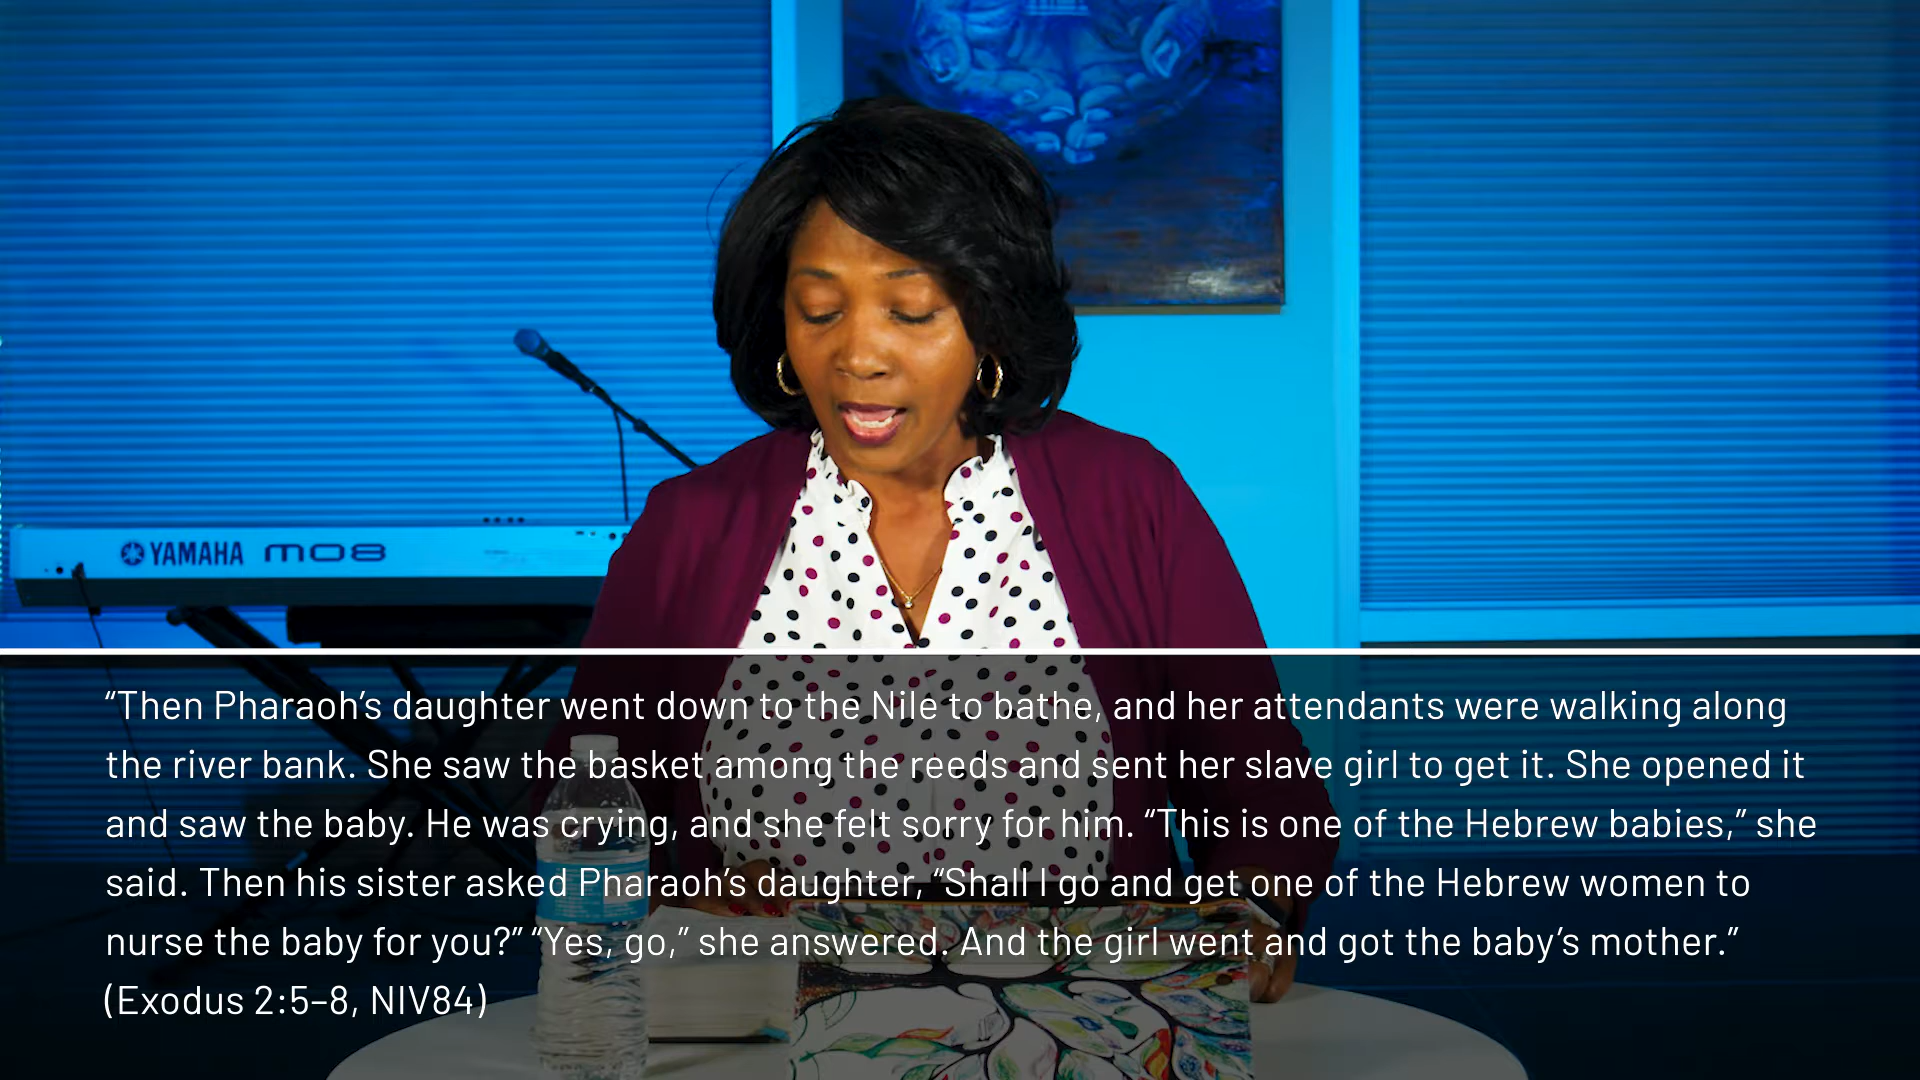 YAMAHA MO8
“Then Pharaoh’s daughter went down to the Nile to bathe, and her attendants were walking along
the river bank. She saw the basket among the reeds and sent her slave girl to get it. She opened it
and saw the baby. He was crying, and she felt sorry for him. “This is one of the Hebrew babies,” she
said. Then his sister asked Pharaoh’s daughter, “Shall I go and get one of the Hebrew women to
nurse the baby for you?” “Yes, go,” she answered. And the girl went and got the baby’s mother.”
(Exodus 2:5–8, NIV84)